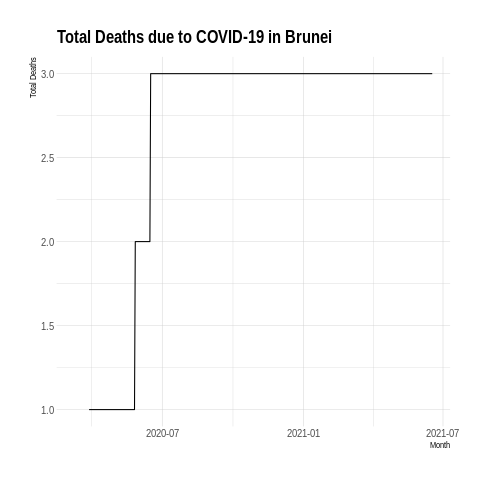 Total Deaths due to COVID-19 in Brunei
Total Deaths
3.0
2.5
2.0
1.5
1.0
2020-07
2021-01
2021-07
Month